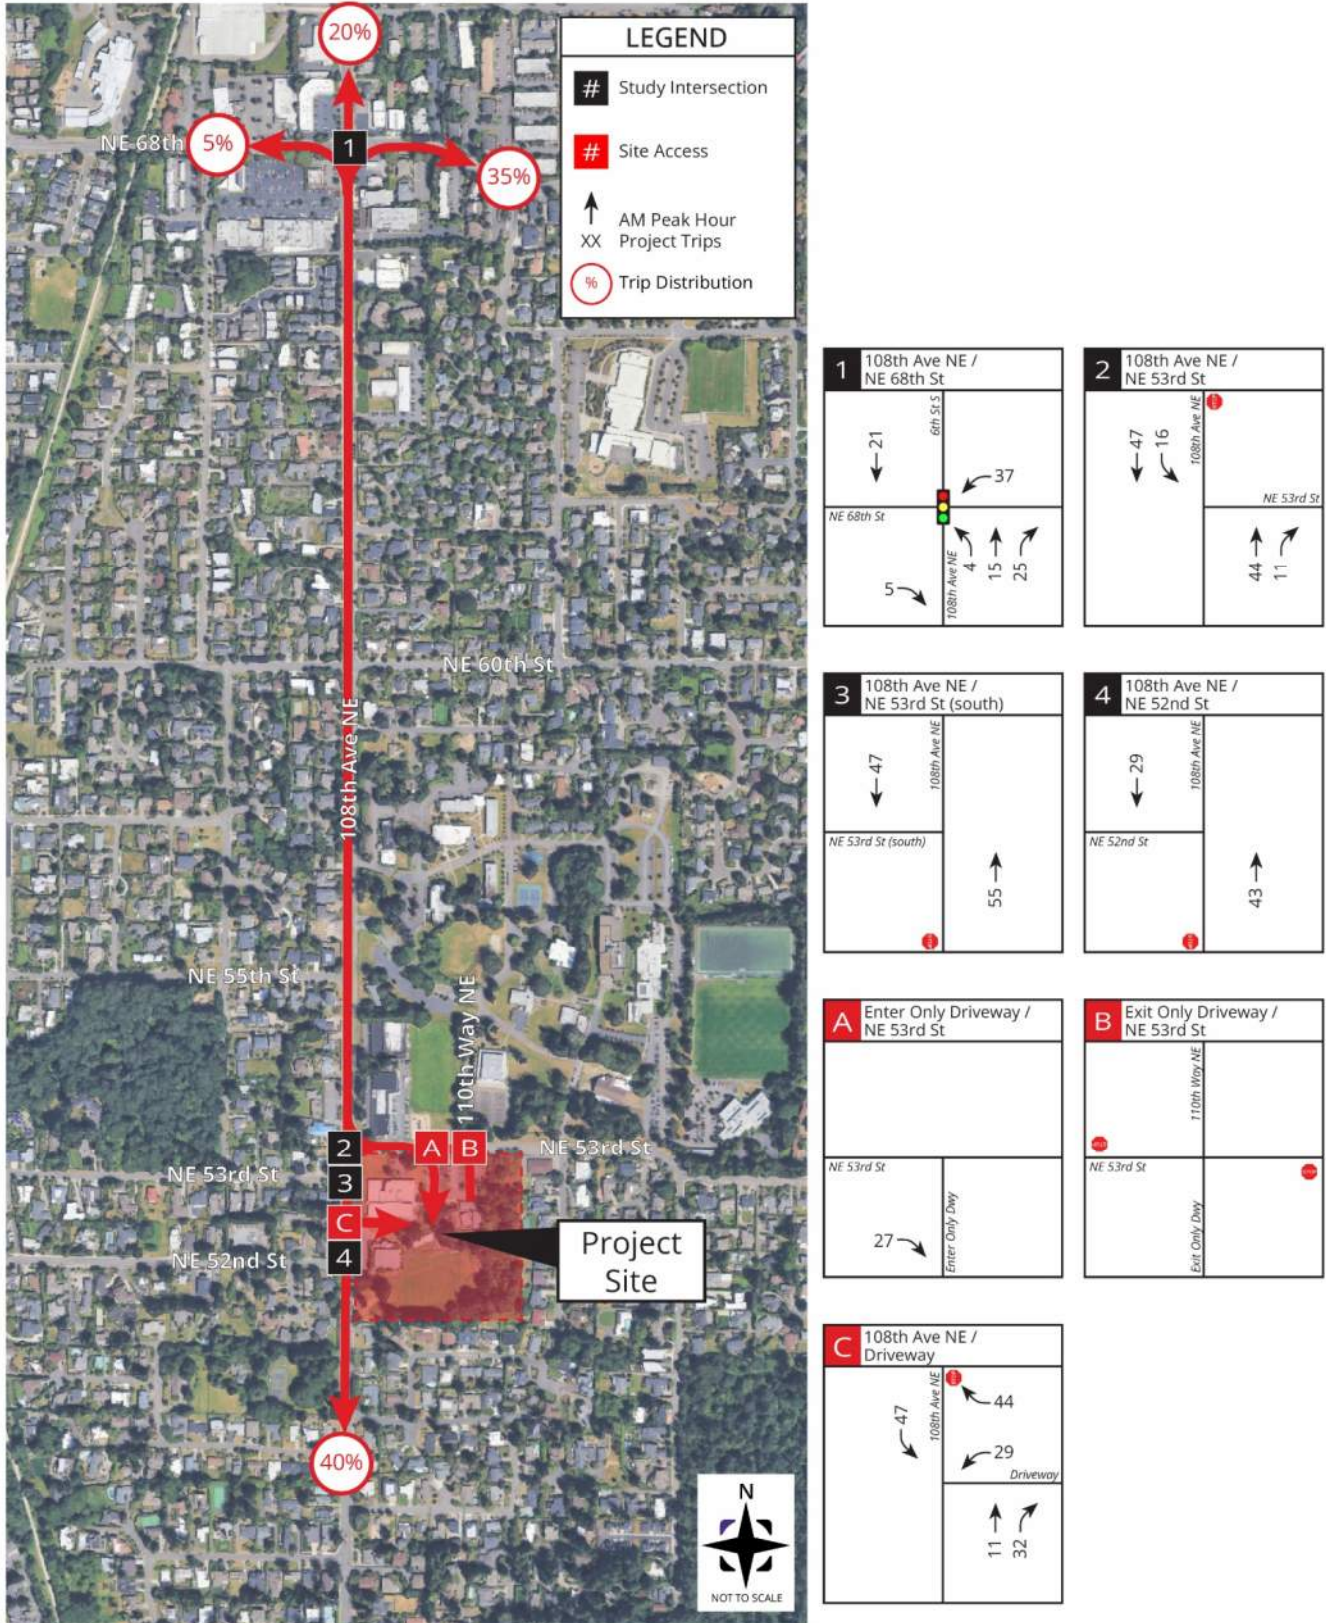 20%
NE 68th
5%
1
35%
LEGEND
# Study Intersection
# Site Access
XX AM Peak Hour
Project Trips
% Trip Distribution
NE 60th St
108th Ave NE
NE 55th St
110th Way NE
2
A
B
NE 53rd St
NE 53rd St
3
C
NE 52nd St
4
Project
Site
40%
N
NOT TO SCALE
1 108th Ave NE /
NE 68th St
21
6th St S
37
NE 68th St
5
108th Ave NE
4
15
25
2 108th Ave NE /
NE 53rd St
47
16
108th Ave NE
NE 53rd St
44
11
3 108th Ave NE /
NE 53rd St (south)
47
108th Ave NE
NE 53rd St (south)
55
4 108th Ave NE /
NE 52nd St
29
108th Ave NE
NE 52nd St
43
A Enter Only Driveway /
NE 53rd St
NE 53rd St
27
Enter Only Dwy
B Exit Only Driveway /
NE 53rd St
110th Way NE
NE 53rd St
Exit Only Dwy
C 108th Ave NE /
Driveway
47
108th Ave NE
44
29
Driveway
11
32